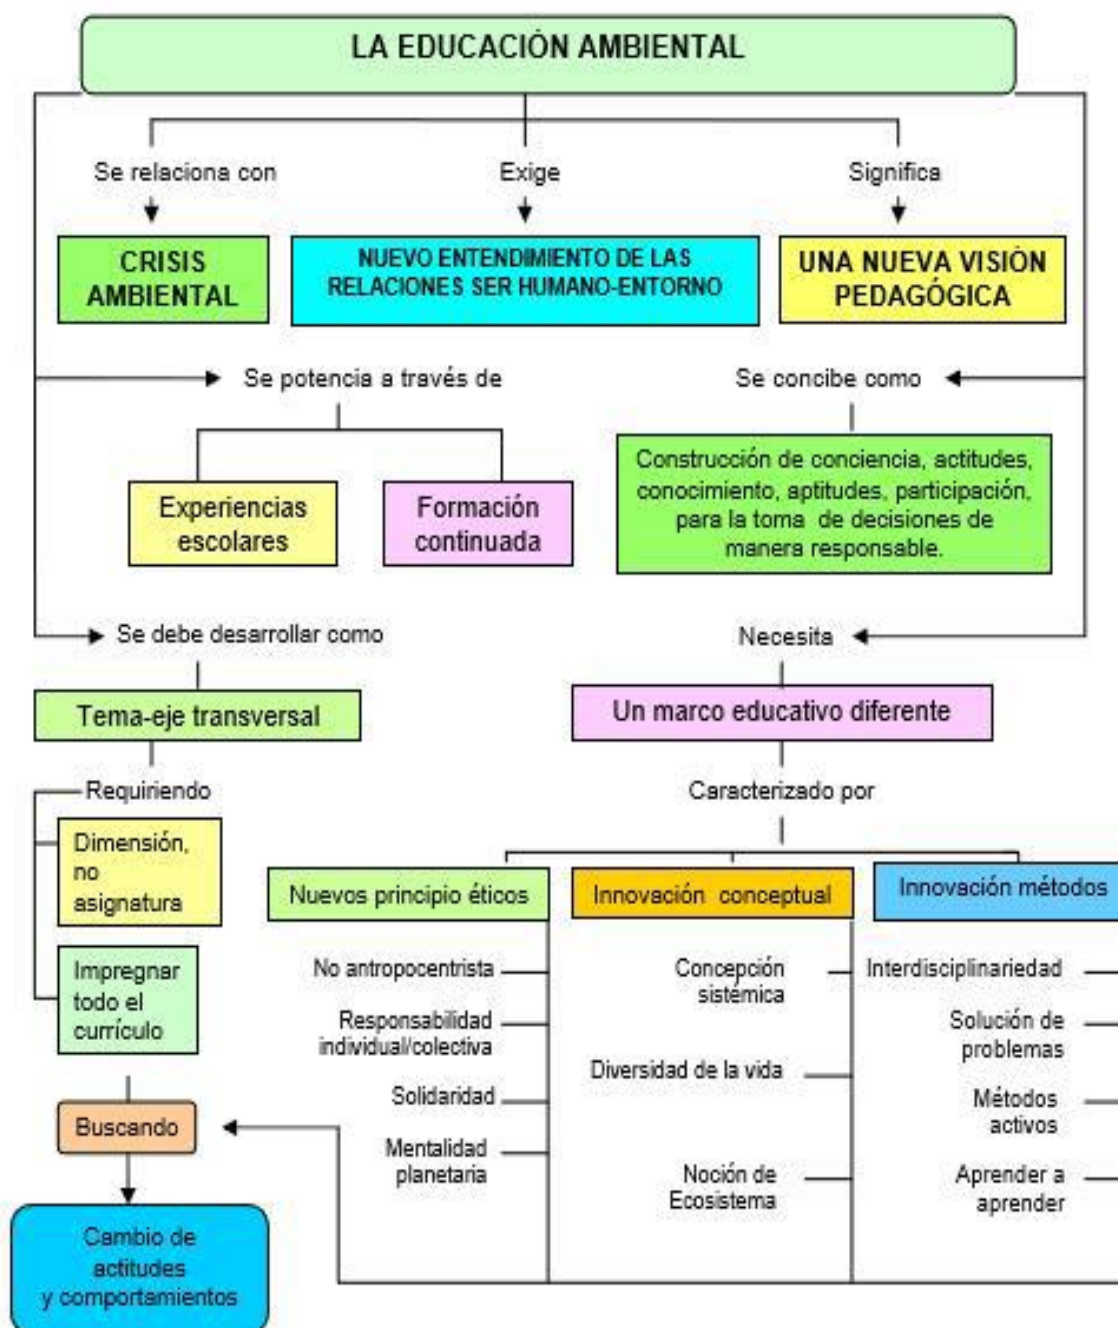 LA EDUCACIÓN AMBIENTAL
Se relaciona con
Exige
Significa
CRISIS
AMBIENTAL
NUEVO ENTENDIMIENTO DE LAS
RELACIONES SER HUMANO-ENTORNO
UNA NUEVA VISIÓN
PEDAGÓGICA
Se potencia a través de
Se concibe como
Experiencias
escolares
Formación
continuada
Construcción de conciencia, actitudes,
conocimiento, aptitudes, participación,
para la toma de decisiones de
manera responsable.
Se debe desarrollar como
Necesita
Tema-eje transversal
Un marco educativo diferente
Requiriendo
Caracterizado por
Dimensión,
no
asignatura
Impregnar
todo el
currículo
Nuevos principio éticos
No antropocentrista
Responsabilidad
individual/colectiva
Solidaridad
Mentalidad
planetaria
Innovación conceptual
Concepción
sistémica
Diversidad de la vida
Noción de
Ecosistema
Innovación métodos
Interdisciplinariedad
Solución de
problemas
Métodos
activos
Aprender a
aprender
Buscando
Cambio de
actitudes
y comportamientos